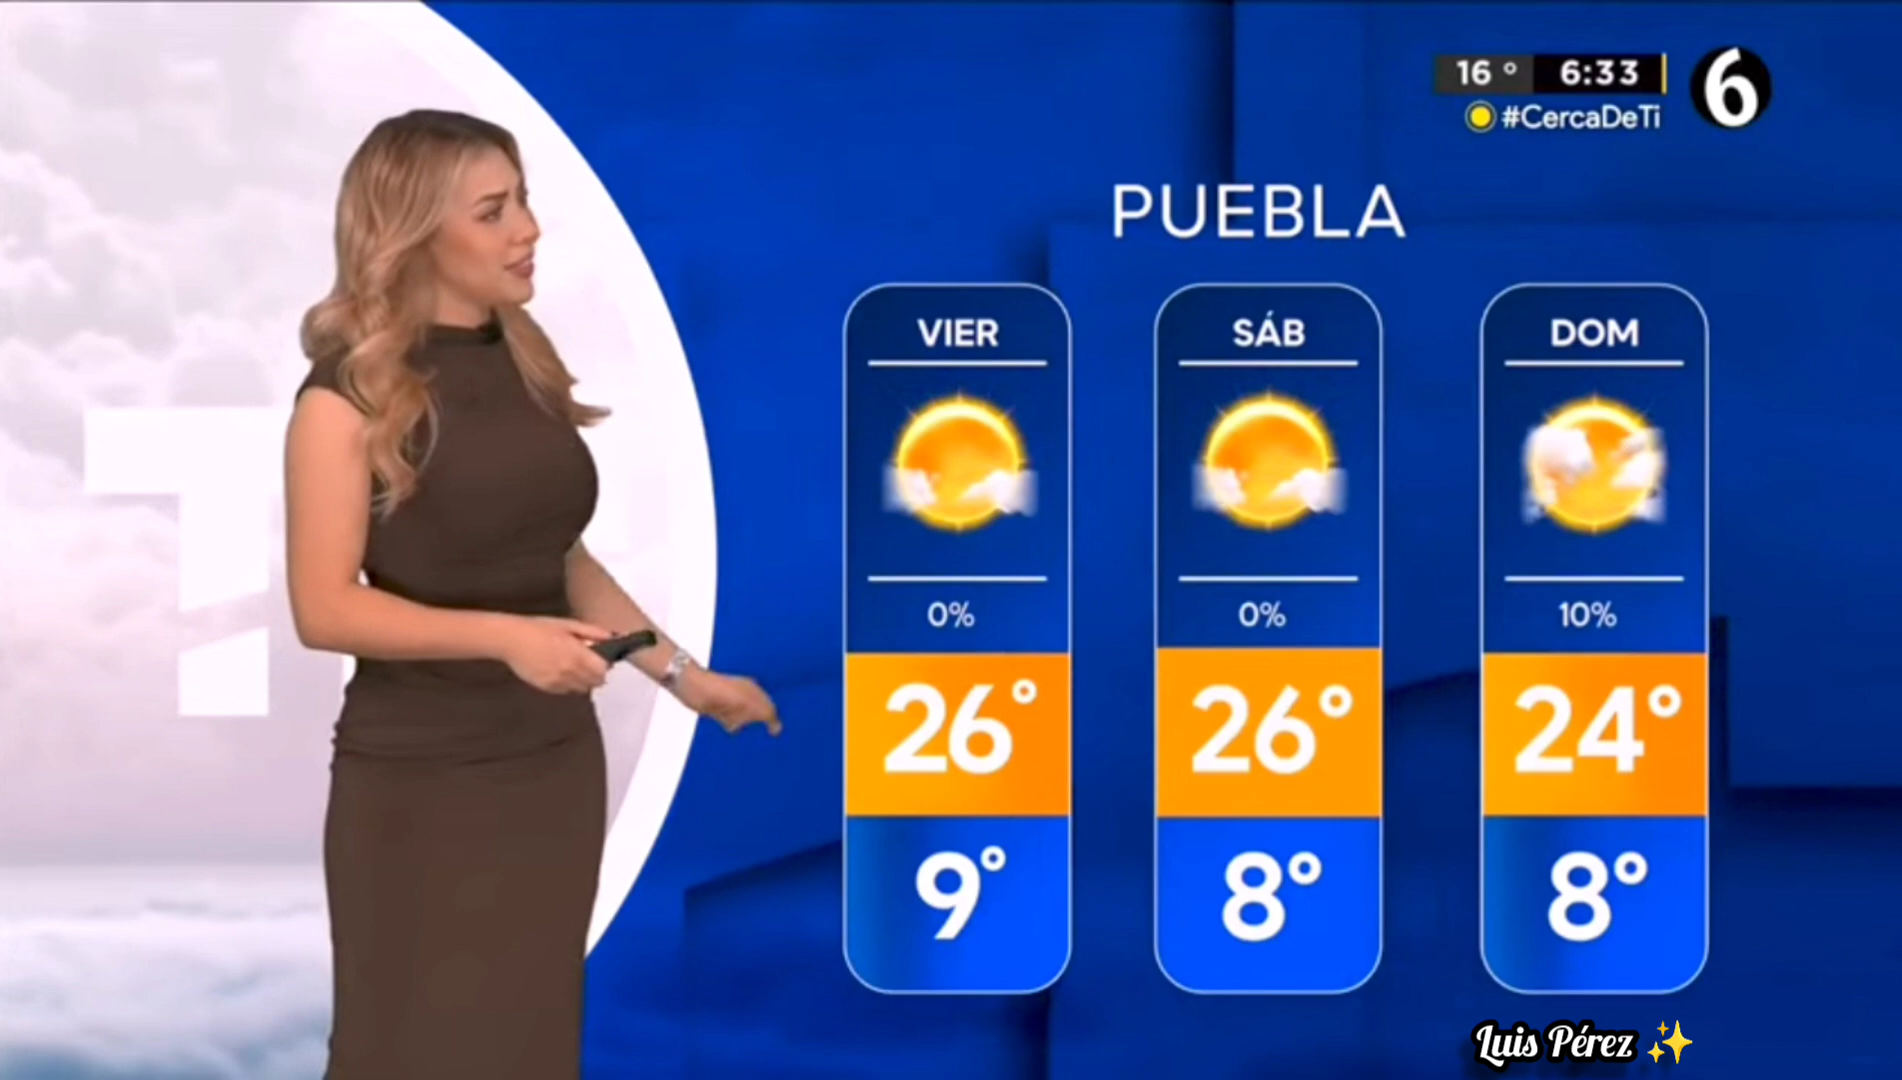 16° 6:33 6
#CercaDeTi
PUEBLA
VIER SÁB DOM
0% 0% 10%
26° 26° 24°
9° 8° 8°
Luis Pérez ✨